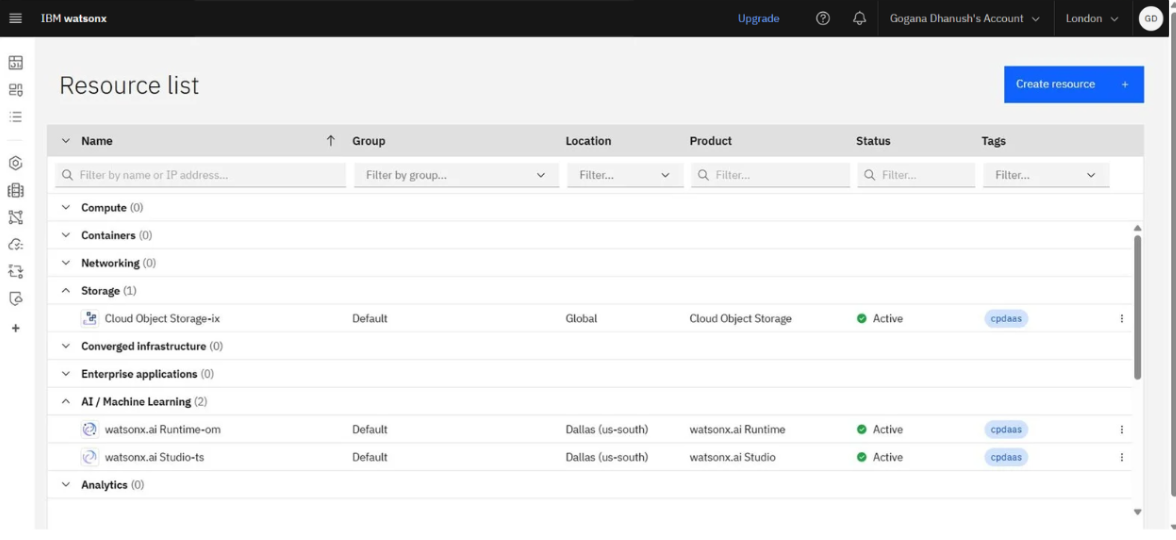 IBM watsonx Upgrade Gogana Dhanush's Account London GD
Resource list
Create resource +
Name Group Location Product Status Tags
Filter by name or IP address... Filter by group... Filter... Filter... Filter... Filter...
Compute (0)
Containers (0)
Networking (0)
Storage (1)
Cloud Object Storage-ix Default Global Cloud Object Storage Active cpdaas
Converged infrastructure (0)
Enterprise applications (0)
AI / Machine Learning (2)
watsonx.ai Runtime-om Default Dallas (us-south) watsonx.ai Runtime Active cpdaas
watsonx.ai Studio-ts Default Dallas (us-south) watsonx.ai Studio Active cpdaas
Analytics (0)